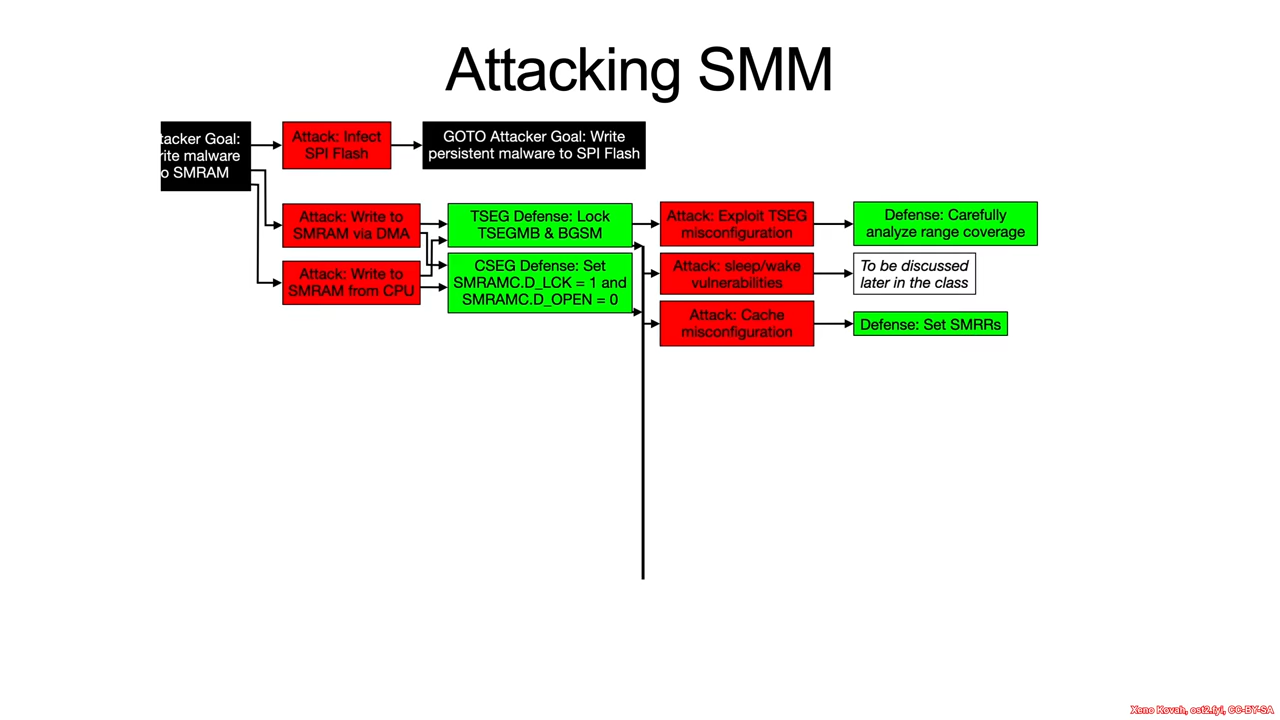 Attacking SMM
tacker Goal:
rite malware
o SMRAM
Attack: Infect
SPI Flash
GOTO Attacker Goal: Write
persistent malware to SPI Flash
Attack: Write to
SMRAM via DMA
TSEG Defense: Lock
TSEGMB & BGSM
Attack: Exploit TSEG
misconfiguration
Defense: Carefully
analyze range coverage
Attack: Write to
SMRAM from CPU
CSEG Defense: Set
SMRAMC.D_LCK = 1 and
SMRAMC.D_OPEN = 0
Attack: sleep/wake
vulnerabilities
To be discussed
later in the class
Attack: Cache
misconfiguration
Defense: Set SMRRs
Xeno Kovah, ost2.fyi, CC-BY-SA